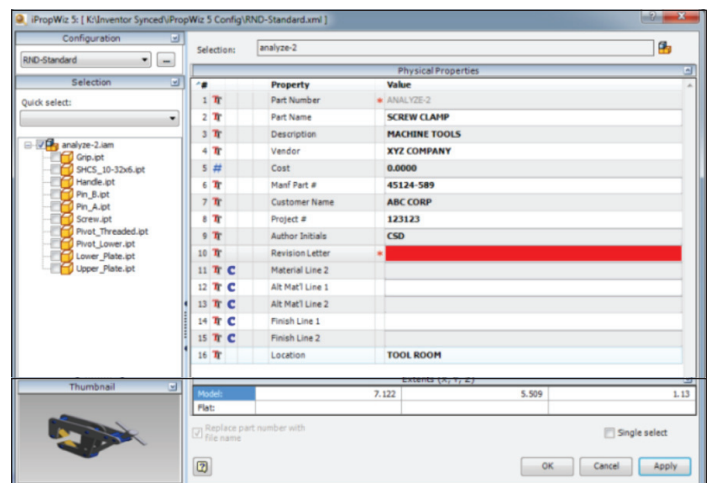 iPropWiz 5: [ K:\Inventor Synced\iPropWiz 5 Config\RND-Standard.xml ]
Configuration
RND-Standard
...
Selection
Quick select:
analyze-2.iam
Grip.ipt
SHCS_10-32x6.ipt
Handle.ipt
Pin_B.ipt
Pin_A.ipt
Screw.ipt
Pivot_Threaded.ipt
Pivot_Lower.ipt
Lower_Plate.ipt
Upper_Plate.ipt
Thumbnail
Selection: analyze-2
Physical Properties
# Property Value
1 Part Number * ANALYZE-2
2 Part Name SCREW CLAMP
3 Description MACHINE TOOLS
4 Vendor XYZ COMPANY
5 # Cost 0.0000
6 Manf Part # 45124-589
7 Customer Name ABC CORP
8 Project # 123123
9 Author Initials CSD
10 Revision Letter *
11 C Material Line 2
12 C Alt Mat'l Line 1
13 C Alt Mat'l Line 2
14 C Finish Line 1
15 C Finish Line 2
16 Location TOOL ROOM
Extents (X, Y, Z)
Model: 7.122 5.509 1.13
Flat:
Replace part number with
file name
Single select
?
OK Cancel Apply